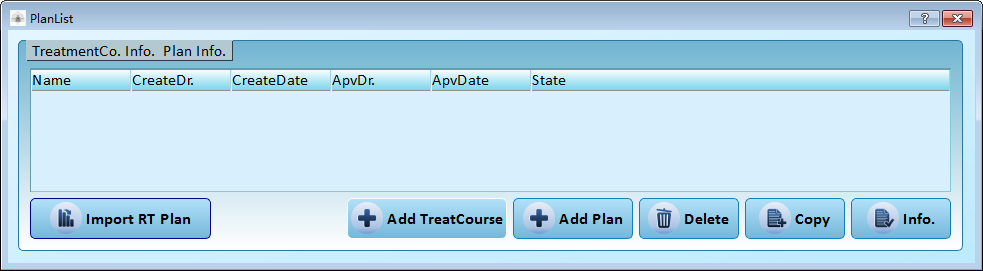 PlanList
TreatmentCo. Info. Plan Info.
Name CreateDr. CreateDate ApvDr. ApvDate State
Import RT Plan Add TreatCourse Add Plan Delete Copy Info.